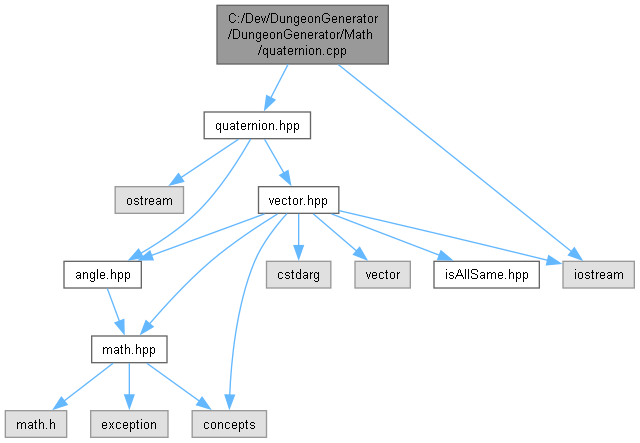 C:/Dev/DungeonGenerator
/DungeonGenerator/Math
/quaternion.cpp
quaternion.hpp
ostream
vector.hpp
angle.hpp
cstdarg
vector
isAllSame.hpp
iostream
math.hpp
math.h
exception
concepts